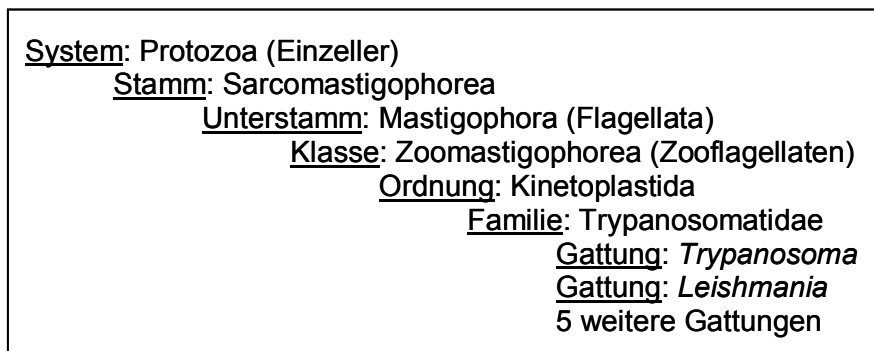 System: Protozoa (Einzeller)
Stamm: Sarcomastigophorea
Unterstamm: Mastigophora (Flagellata)
Klasse: Zoomastigophorea (Zooflagellaten)
Ordnung: Kinetoplastida
Familie: Trypanosomatidae
Gattung: Trypanosoma
Gattung: Leishmania
5 weitere Gattungen